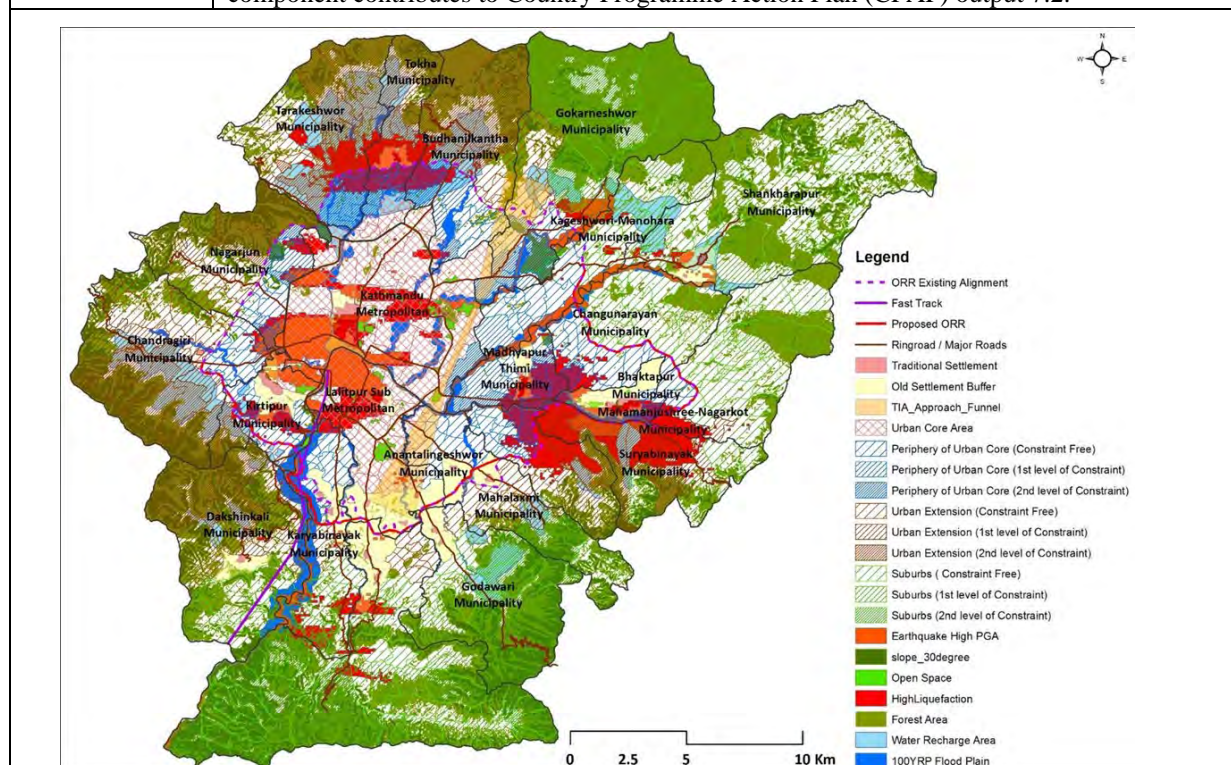 component contributes to Country Programme Action Plan (CPAP) output 7.2.
N
W
E
S
Tokha
Municipality
Tarakeshwor
Municipality
Gokarneshwor
Municipality
Budhanilkantha
Municipality
Shankharapur
Municipality
Kageshwori-Manohara
Municipality
Nagarjun
Municipality
Kathmandu
Metropolitan
Changunarayan
Municipality
Chandragiri
Municipality
Madhyapur
Thimi
Municipality
Bhaktapur
Municipality
Lalitpur Sub
Metropolitan
Kirtipur
Municipality
Mahamanjushree-Nagarkot
Municipality
Anantalingeshwor
Municipality
Suryabinayak
Municipality
Mahalaxmi
Municipality
Dakshinkali
Municipality
Karyabinayak
Municipality
Godawari
Municipality
Legend
ORR Existing Alignment
Fast Track
Proposed ORR
Ringroad / Major Roads
Traditional Settlement
Old Settlement Buffer
TIA_Approach_Funnel
Urban Core Area
Periphery of Urban Core (Constraint Free)
Periphery of Urban Core (1st level of Constraint)
Periphery of Urban Core (2nd level of Constraint)
Urban Extension (Constraint Free)
Urban Extension (1st level of Constraint)
Urban Extension (2nd level of Constraint)
Suburbs ( Constraint Free)
Suburbs (1st level of Constraint)
Suburbs (2nd level of Constraint)
Earthquake High PGA
slope_30degree
Open Space
HighLiquefaction
Forest Area
Water Recharge Area
100YRP Flood Plain
0 2.5 5 10 Km